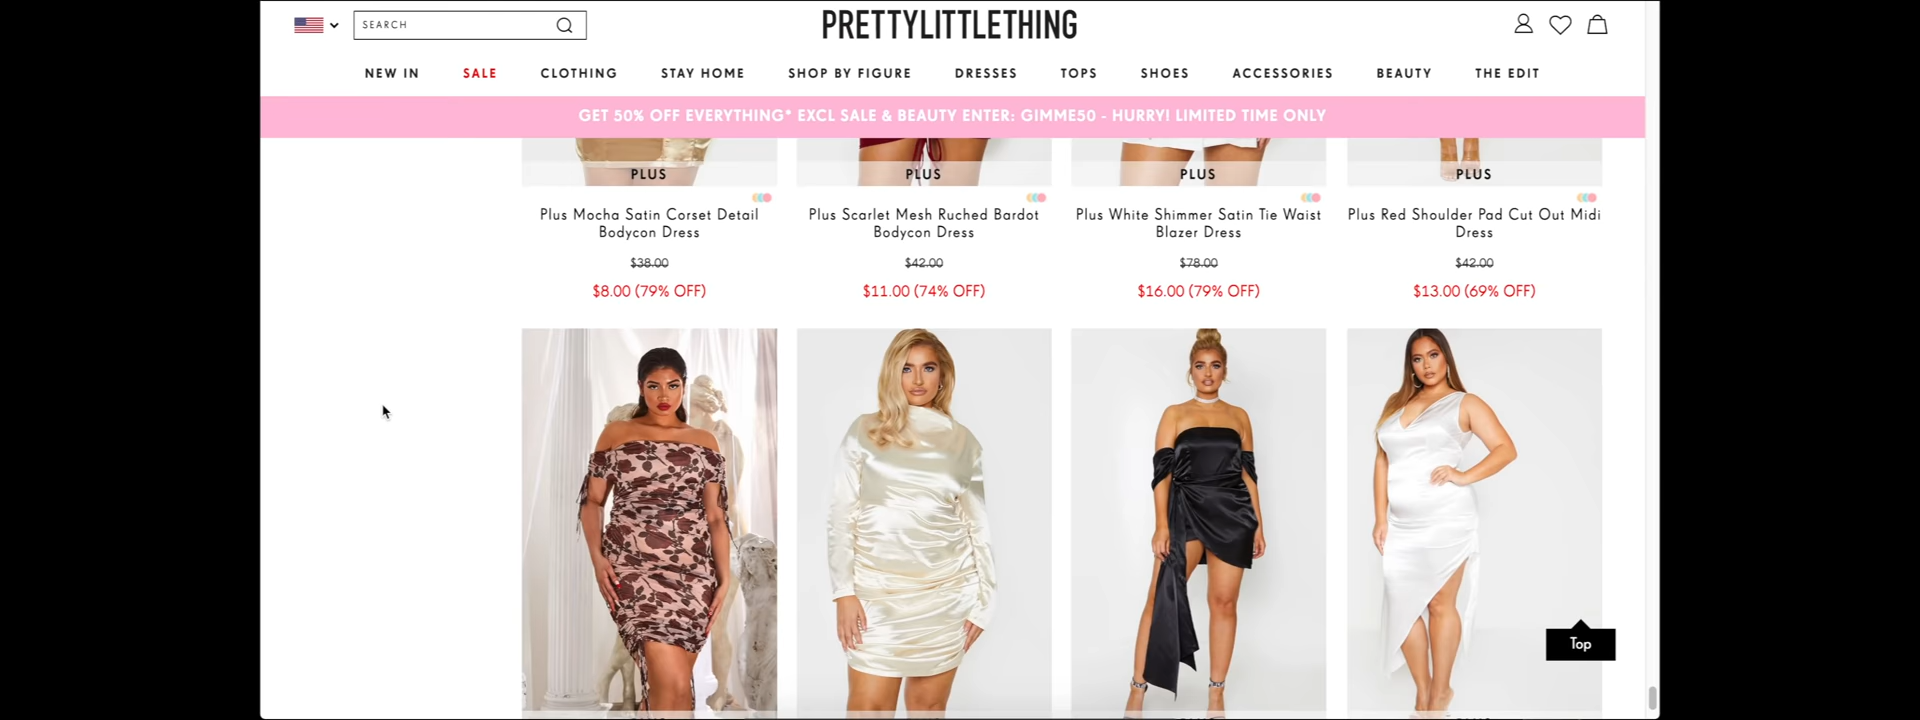 SEARCH
PRETTYLITTLETHING
NEW IN
SALE
CLOTHING
STAY HOME
SHOP BY FIGURE
DRESSES
TOPS
SHOES
ACCESSORIES
BEAUTY
THE EDIT
GET 50% OFF EVERYTHING* EXCL SALE & BEAUTY ENTER: GIMME50 - HURRY! LIMITED TIME ONLY
PLUS
Plus Mocha Satin Corset Detail
Bodycon Dress
$38.00
$8.00 (79% OFF)
PLUS
Plus Scarlet Mesh Ruched Bardot
Bodycon Dress
$42.00
$11.00 (74% OFF)
PLUS
Plus White Shimmer Satin Tie Waist
Blazer Dress
$78.00
$16.00 (79% OFF)
PLUS
Plus Red Shoulder Pad Cut Out Midi
Dress
$42.00
$13.00 (69% OFF)
Top